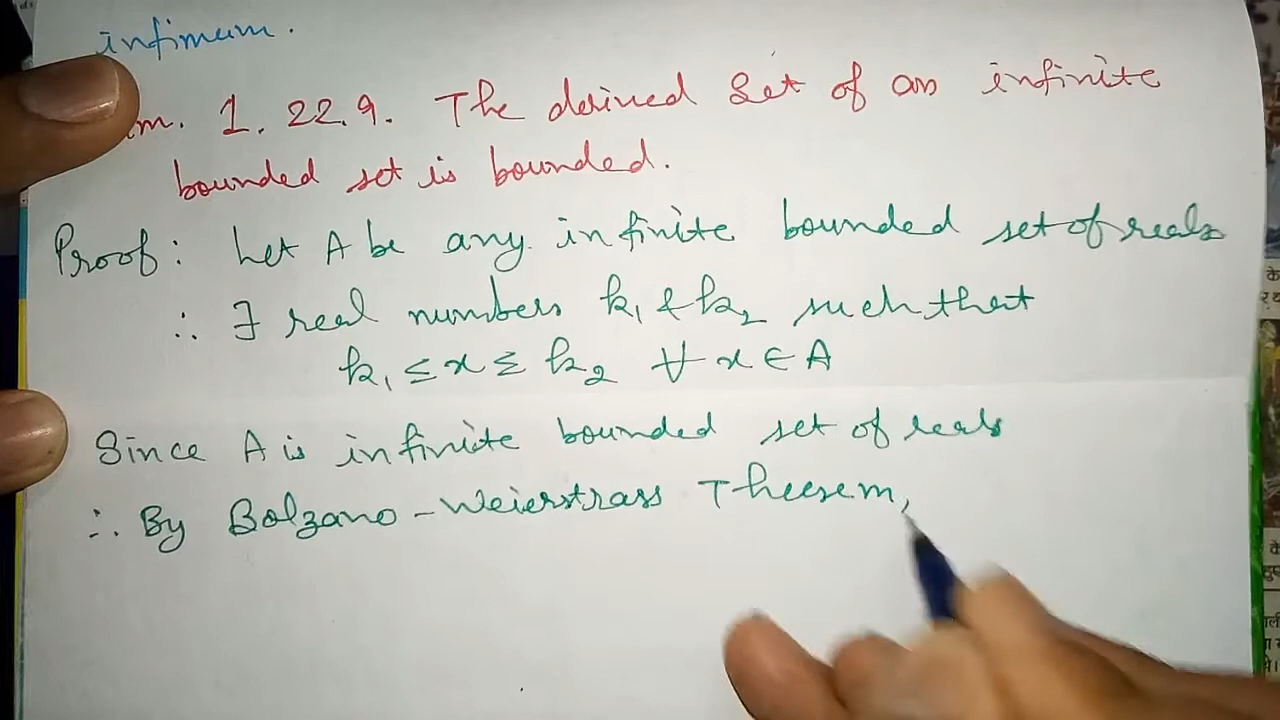 infimum.
m. 1.22.9. The derived Set of an infinite
bounded set is bounded.
Proof: Let A be any infinite bounded set of reals
∴ ∃ real numbers k₁ & k₂ such that
k₁ ≤ x ≤ k₂ ∀ x ∈ A
Since A is infinite bounded set of reals
∴ By Bolzano-Weierstrass Theorem,